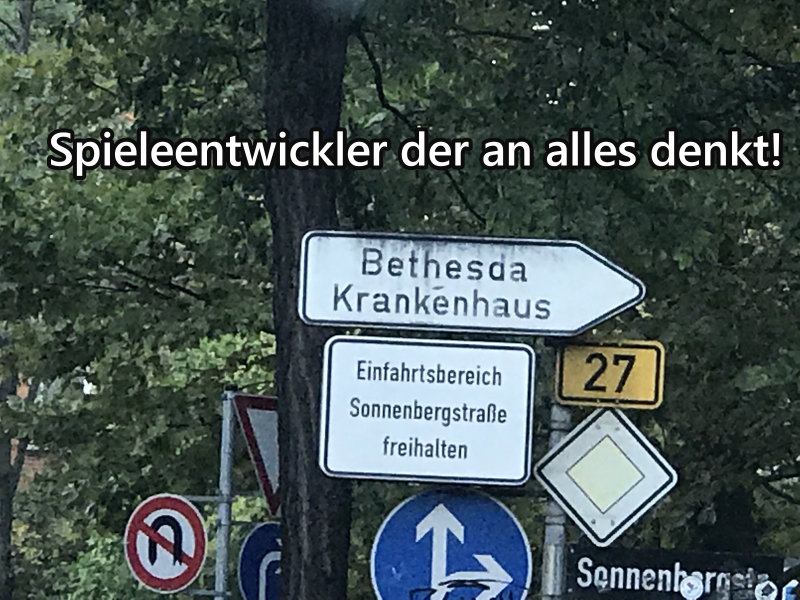 Spieleentwickler der an alles denkt!
Bethesda
Krankenhaus
Einfahrtsbereich
Sonnenbergstraße
freihalten
27